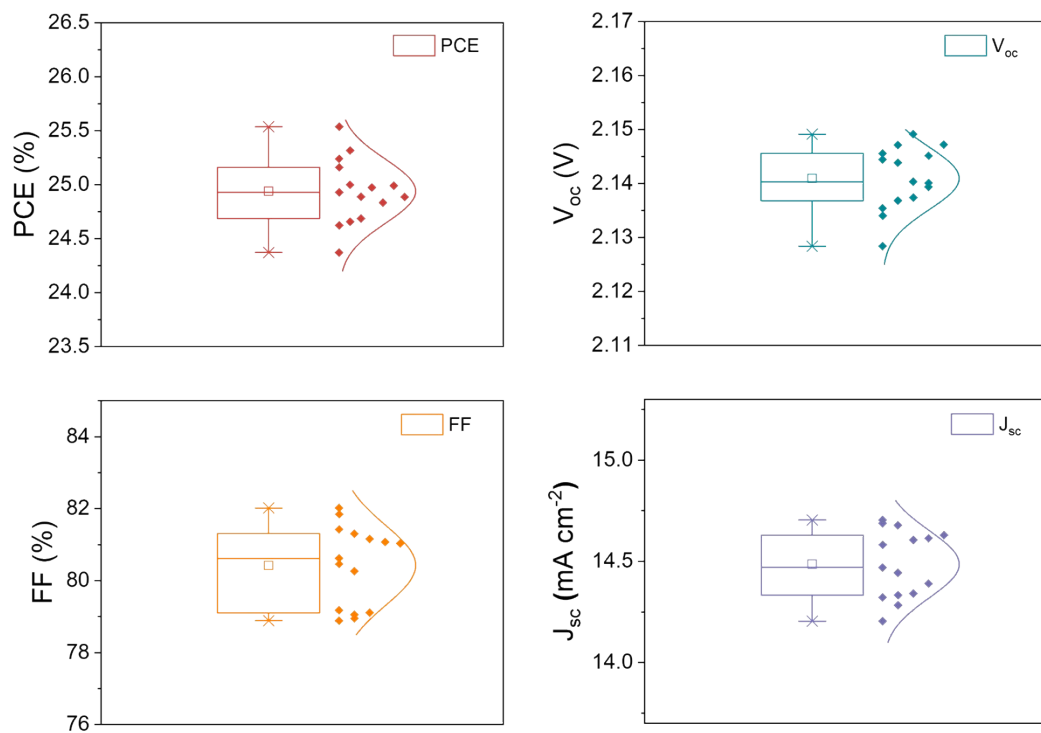 26.5
26.0
25.5
25.0
24.5
24.0
23.5
PCE (%)
PCE
2.17
2.16
2.15
2.14
2.13
2.12
2.11
Voc (V)
Voc
84
82
80
78
76
FF (%)
FF
15.0
14.5
14.0
Jsc (mA cm-2)
Jsc